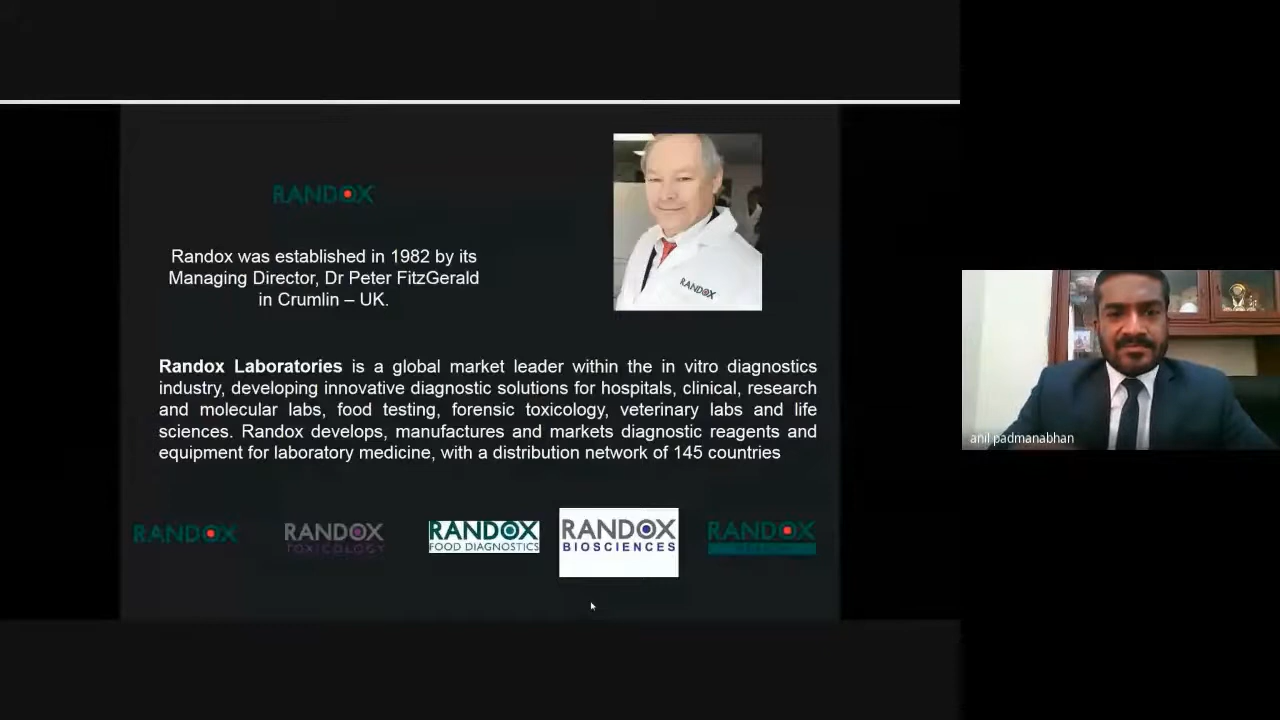 RANDOX
Randox was established in 1982 by its
Managing Director, Dr Peter FitzGerald
in Crumlin – UK.
RANDOX
Randox Laboratories is a global market leader within the in vitro diagnostics
industry, developing innovative diagnostic solutions for hospitals, clinical, research
and molecular labs, food testing, forensic toxicology, veterinary labs and life
sciences. Randox develops, manufactures and markets diagnostic reagents and
equipment for laboratory medicine, with a distribution network of 145 countries
RANDOX
RANDOX
TOXICOLOGY
RANDOX
FOOD DIAGNOSTICS
RANDOX
BIOSCIENCES
RANDOX
anil padmanabhan